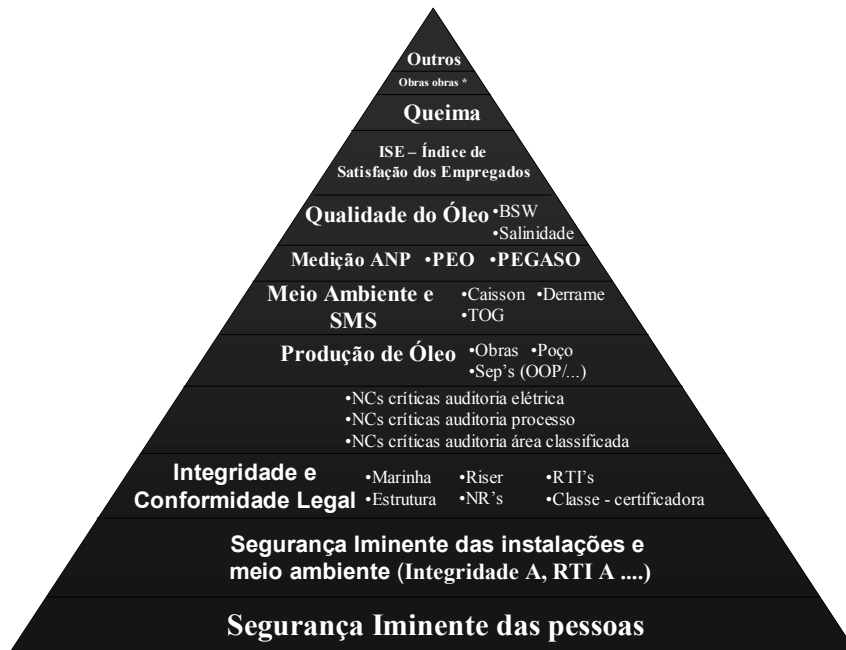 Outros
Obras obras *
Queima
ISE – Índice de
Satisfação dos Empregados
Qualidade do Óleo •BSW
•Salinidade
Medição ANP •PEO •PEGASO
Meio Ambiente e •Caisson •Derrame
SMS •TOG
Produção de Óleo •Obras •Poço
•Sep's (OOP/...)
•NCs críticas auditoria elétrica
•NCs críticas auditoria processo
•NCs críticas auditoria área classificada
Integridade e •Marinha •Riser •RTI's
Conformidade Legal •Estrutura •NR's •Classe - certificadora
Segurança Iminente das instalações e
meio ambiente (Integridade A, RTI A ....)
Segurança Iminente das pessoas